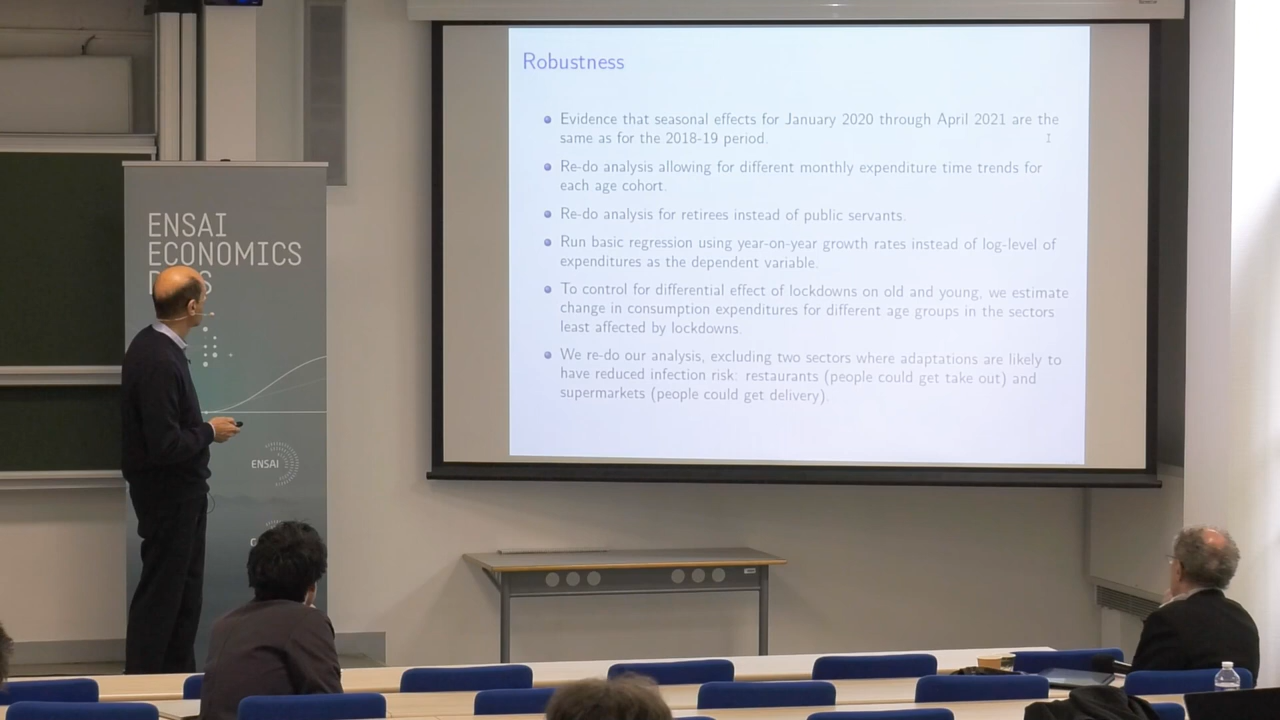 Robustness
Evidence that seasonal effects for January 2020 through April 2021 are the
same as for the 2018-19 period.
Re-do analysis allowing for different monthly expenditure time trends for
each age cohort.
Re-do analysis for retirees instead of public servants.
Run basic regression using year-on-year growth rates instead of log-level of
expenditures as the dependent variable.
To control for differential effect of lockdowns on old and young, we estimate
change in consumption expenditures for different age groups in the sectors
least affected by lockdowns.
We re-do our analysis, excluding two sectors where adaptations are likely to
have reduced infection risk: restaurants (people could get take out) and
supermarkets (people could get delivery).
ENSAI
ECONOMICS
ENSAI